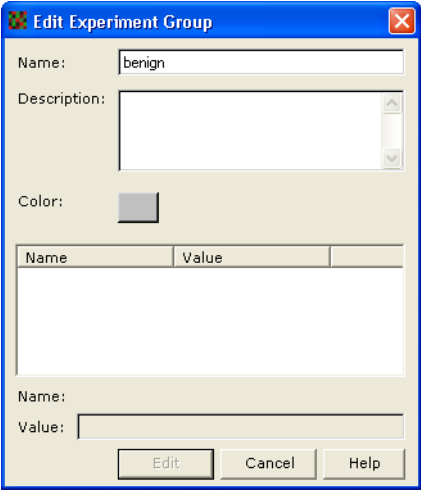 Edit Experiment Group
Name: benign
Description:
Color:
Name Value
Name:
Value:
Edit Cancel Help